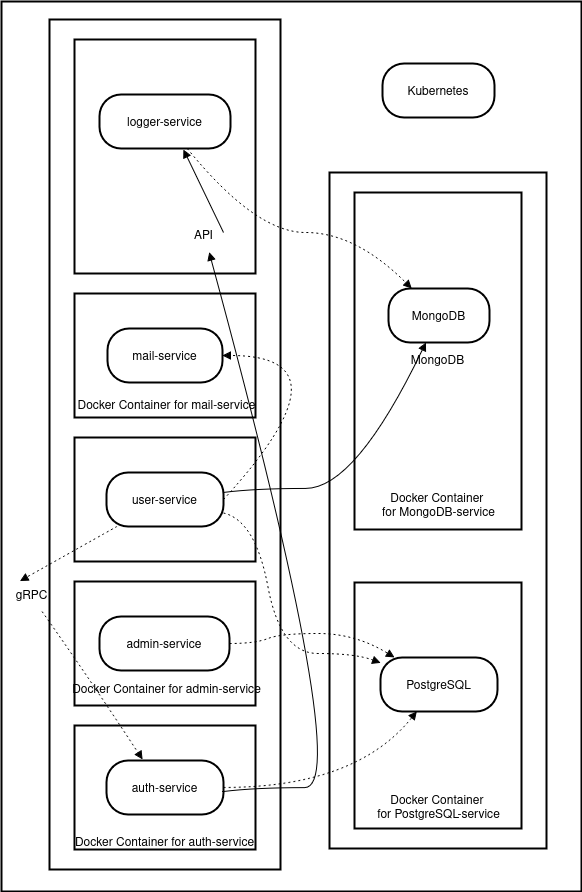 Kubernetes
logger-service
API
mail-service
Docker Container for mail-service
user-service
gRPC
admin-service
Docker Container for admin-service
auth-service
Docker Container for auth-service
MongoDB
MongoDB
Docker Container
for MongoDB-service
PostgreSQL
Docker Container
for PostgreSQL-service